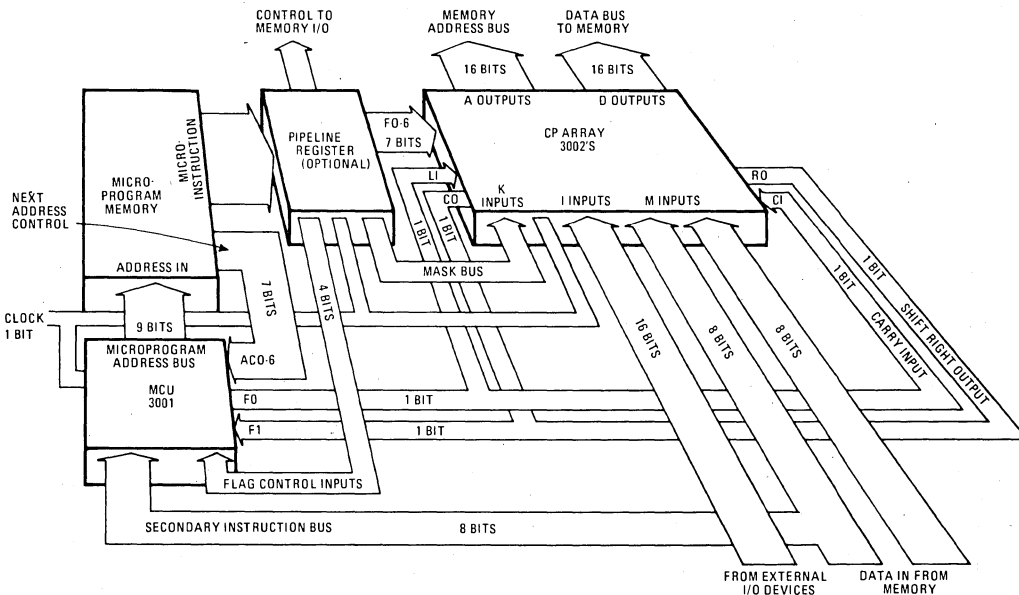 CONTROL TO
MEMORY I/O
MEMORY
ADDRESS BUS
DATA BUS
TO MEMORY
16 BITS
16 BITS
A OUTPUTS
D OUTPUTS
CP ARRAY
3002'S
PIPELINE
REGISTER
(OPTIONAL)
FO-6
7 BITS
MICRO-
INSTRUCTION
MICRO-
PROGRAM
MEMORY
NEXT
ADDRESS
CONTROL
ADDRESS IN
LI
CO
K
INPUTS
I INPUTS
M INPUTS
RO
CI
1 BIT
1 BIT
MASK BUS
1 BIT
1 BIT
SHIFT RIGHT OUTPUT
CARRY INPUT
7 BITS
4 BITS
16 BITS
8 BITS
8 BITS
CLOCK
1 BIT
9 BITS
MICROPROGRAM
ADDRESS BUS
MCU
3001
ACO-6
FO
1 BIT
F1
1 BIT
FLAG CONTROL INPUTS
SECONDARY INSTRUCTION BUS
8 BITS
FROM EXTERNAL
I/O DEVICES
DATA IN FROM
MEMORY